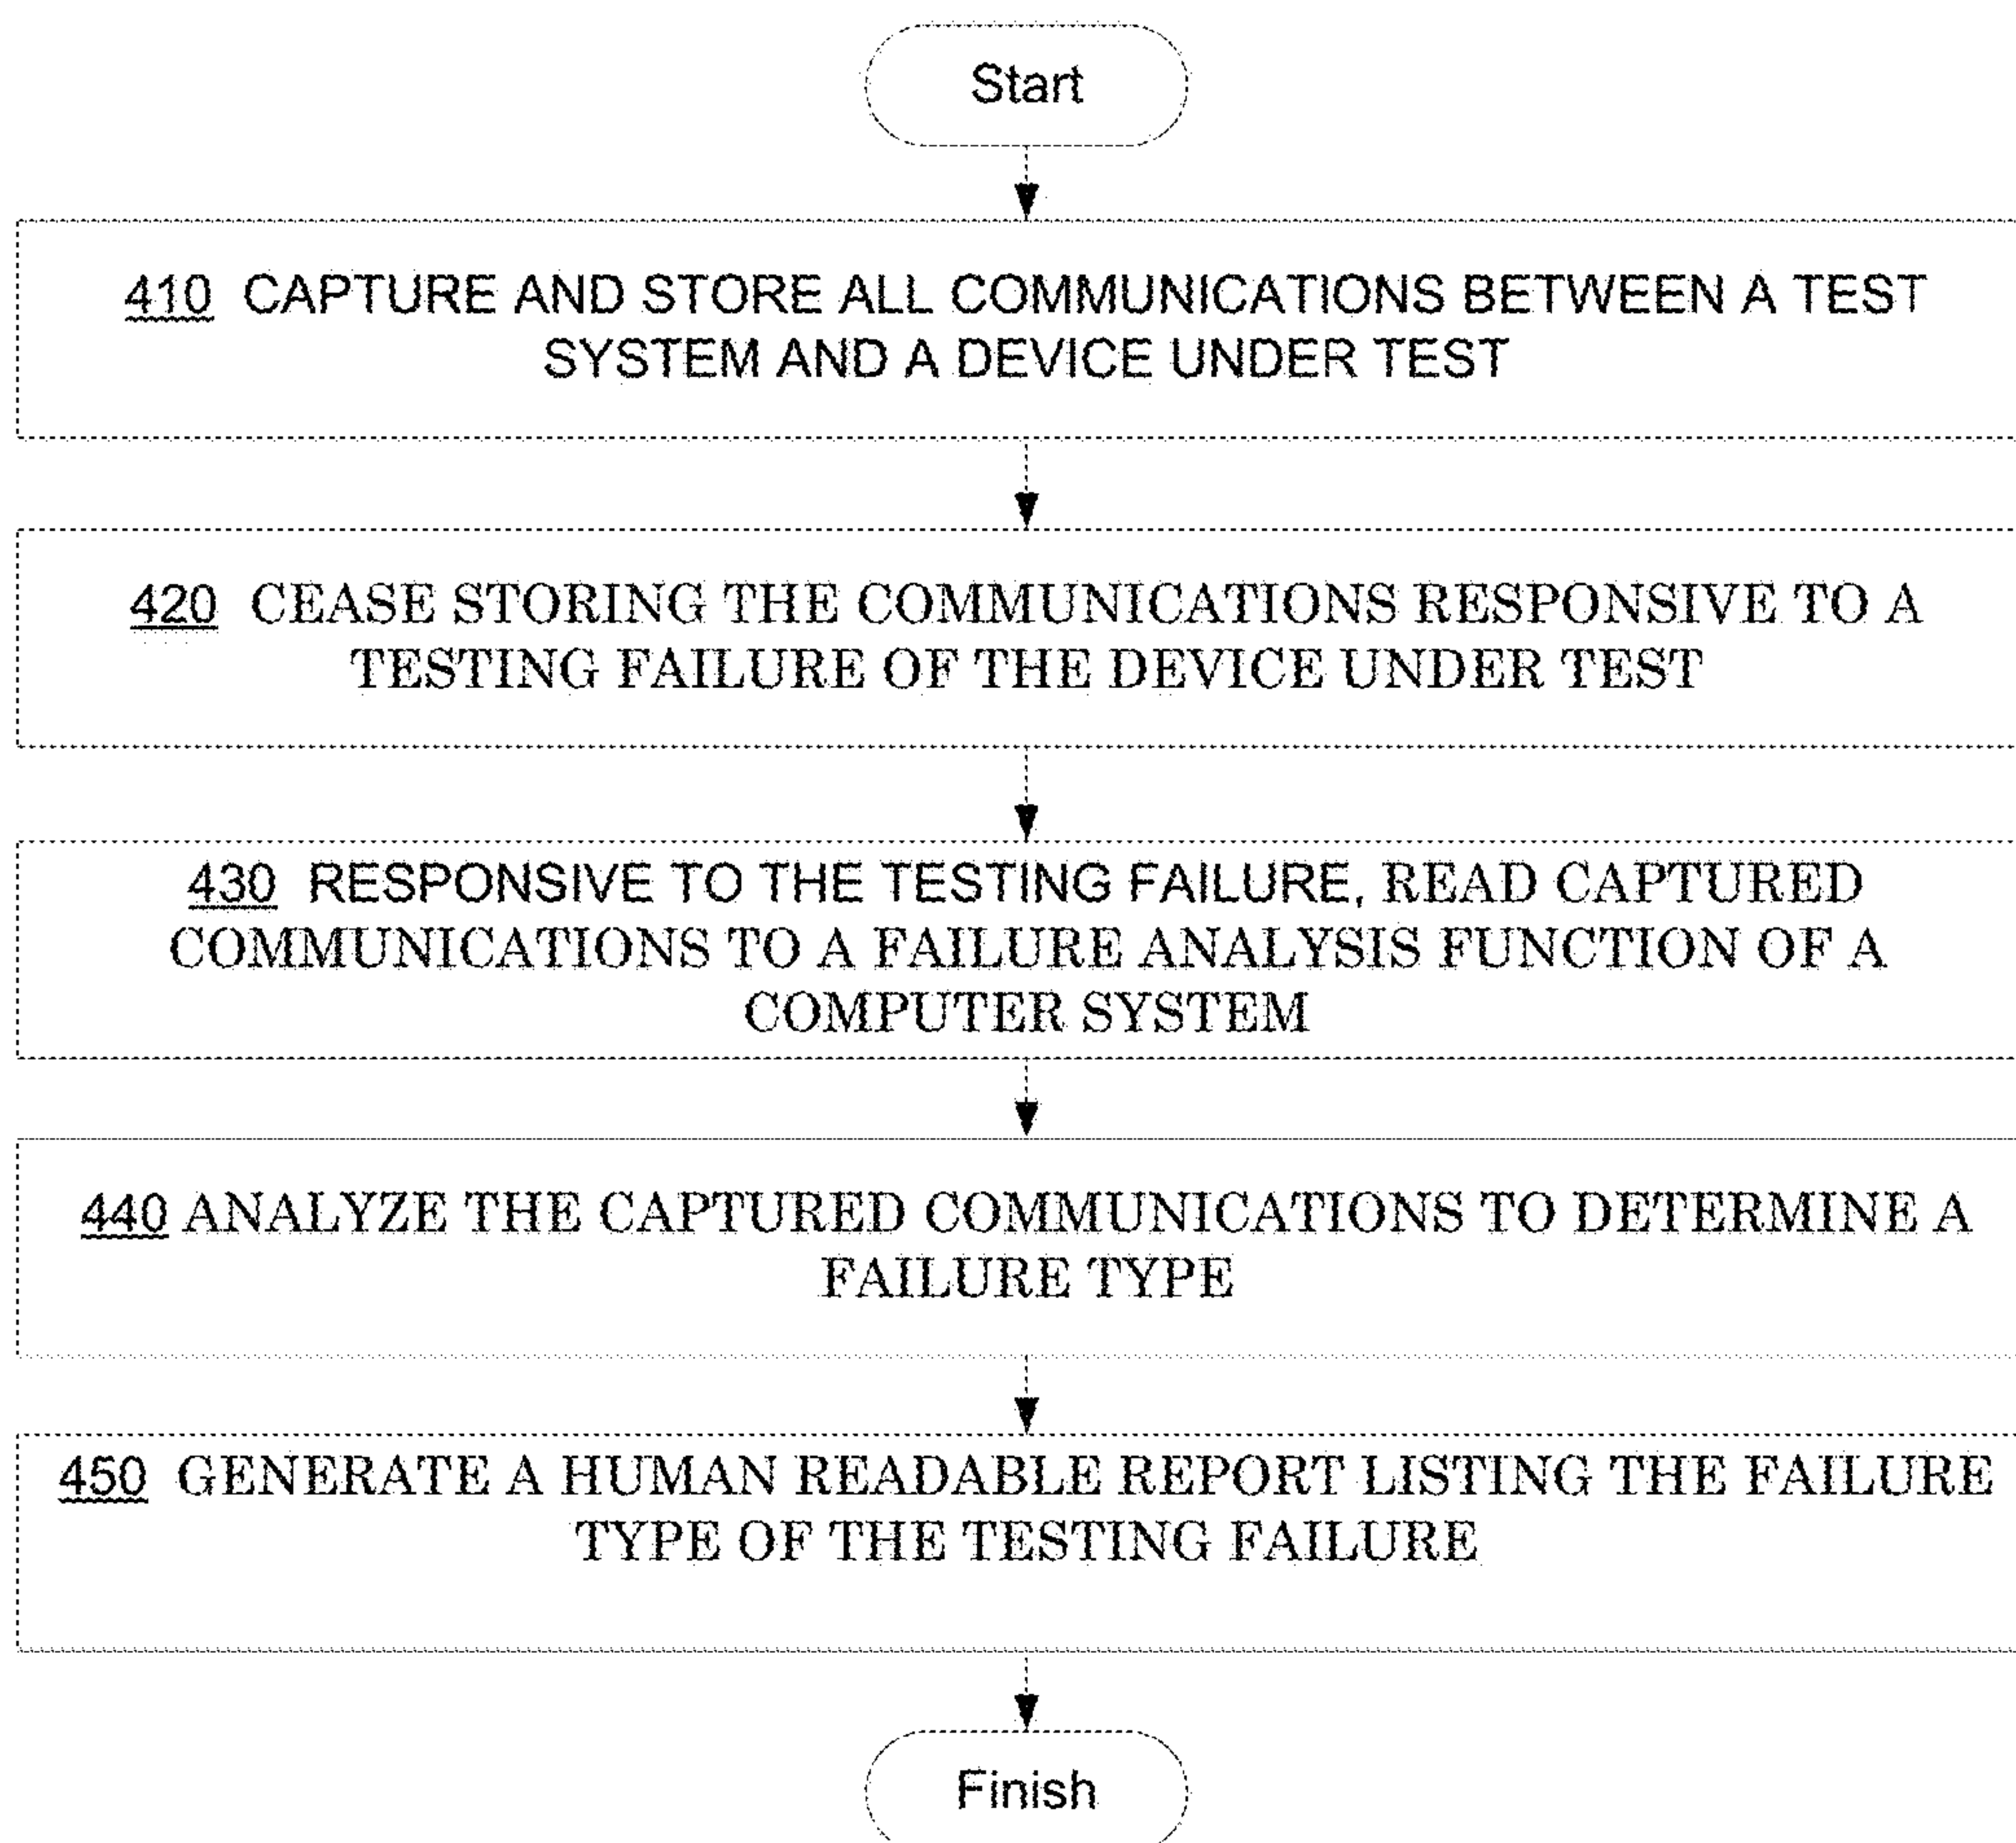 Start
410 CAPTURE AND STORE ALL COMMUNICATIONS BETWEEN A TEST
SYSTEM AND A DEVICE UNDER TEST
420 CEASE STORING THE COMMUNICATIONS RESPONSIVE TO A
TESTING FAILURE OF THE DEVICE UNDER TEST
430 RESPONSIVE TO THE TESTING FAILURE, READ CAPTURED
COMMUNICATIONS TO A FAILURE ANALYSIS FUNCTION OF A
COMPUTER SYSTEM
440 ANALYZE THE CAPTURED COMMUNICATIONS TO DETERMINE A
FAILURE TYPE
450 GENERATE A HUMAN READABLE REPORT LISTING THE FAILURE
TYPE OF THE TESTING FAILURE
Finish